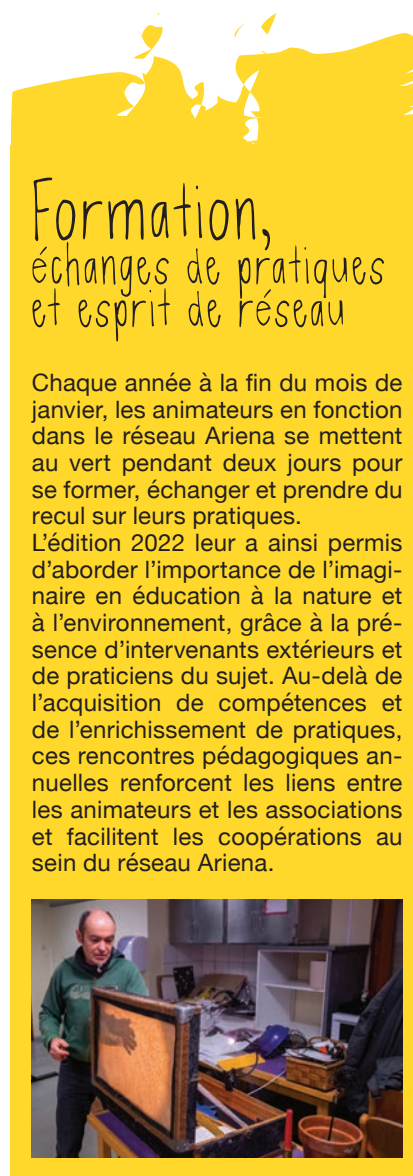 Formation,
échanges de pratiques
et esprit de réseau
Chaque année à la fin du mois de
janvier, les animateurs en fonction
dans le réseau Ariena se mettent
au vert pendant deux jours pour
se former, échanger et prendre du
recul sur leurs pratiques.
L’édition 2022 leur a ainsi permis
d’aborder l’importance de l’imagi-
naire en éducation à la nature et
à l’environnement, grâce à la pré-
sence d’intervenants extérieurs et
de praticiens du sujet. Au-delà de
l’acquisition de compétences et
de l’enrichissement de pratiques,
ces rencontres pédagogiques an-
nuelles renforcent les liens entre
les animateurs et les associations
et facilitent les coopérations au
sein du réseau Ariena.